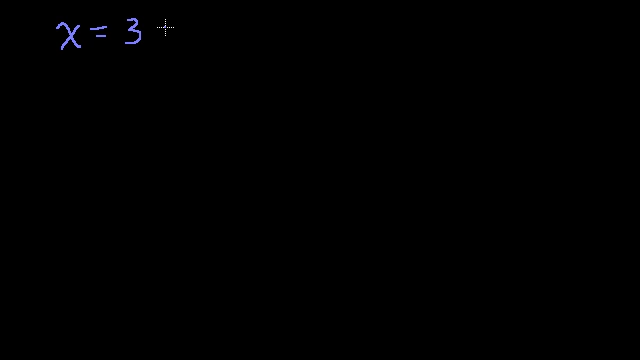 x = 3